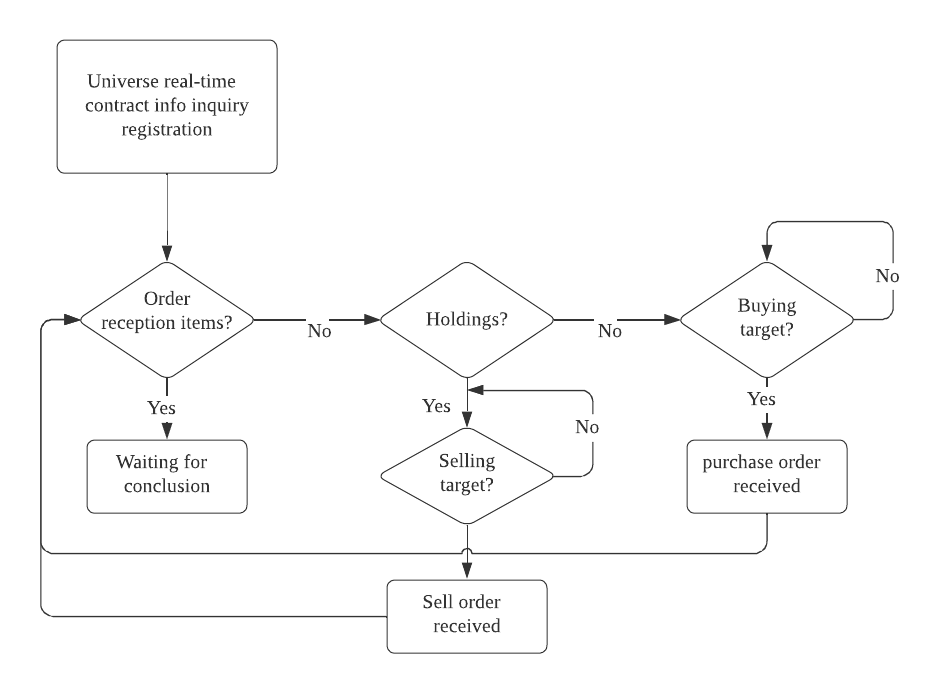 Universe real-time
contract info inquiry
registration
Order
reception items?
No
Holdings?
No
Buying
target?
No
Yes
Waiting for
conclusion
Yes
No
Selling
target?
Yes
purchase order
received
Sell order
received